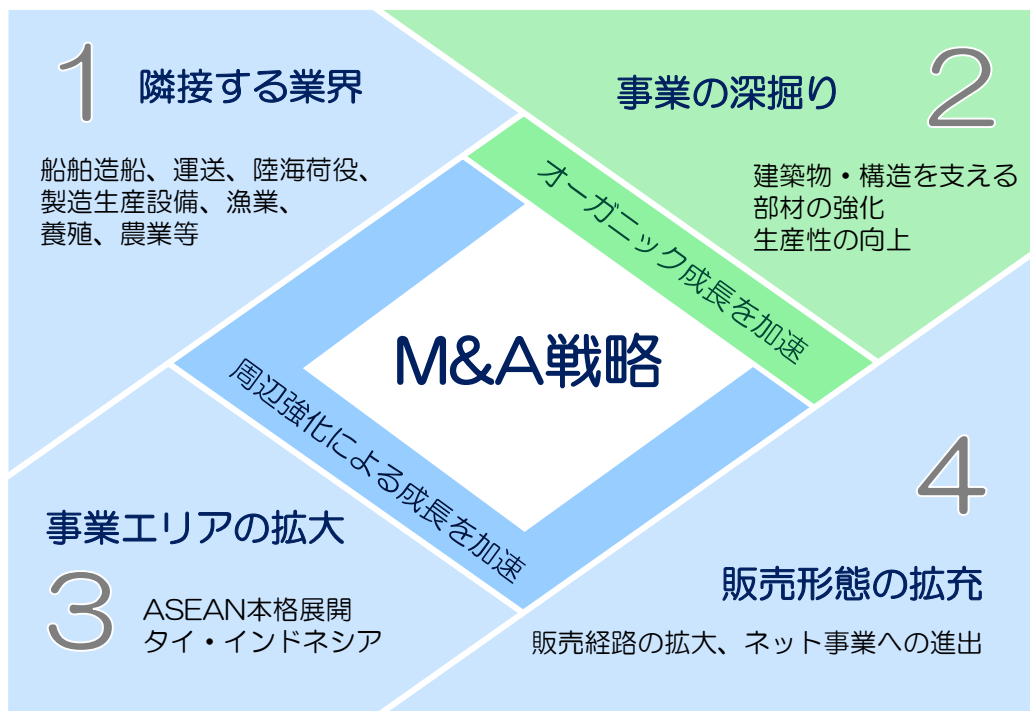 1
隣接する業界
船舶造船、運送、陸海荷役、
製造生産設備、漁業、
養殖、農業等
2
事業の深掘り
建築物・構造を支える
部材の強化
生産性の向上
オーガニック成長を加速
M&A戦略
周辺強化による成長を加速
3
事業エリアの拡大
ASEAN本格展開
タイ・インドネシア
4
販売形態の拡充
販売経路の拡大、ネット事業への進出